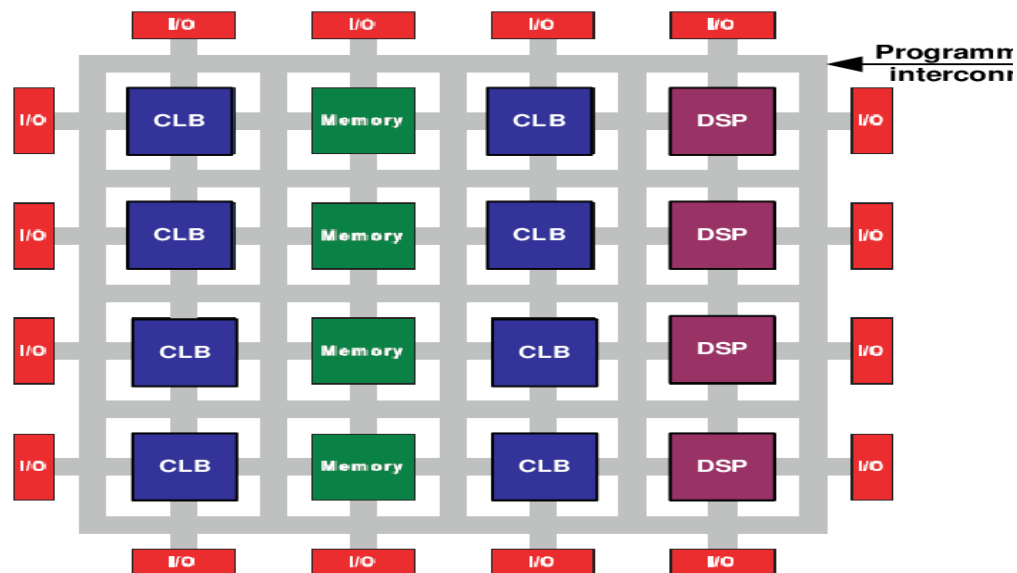 I/O I/O I/O I/O
Programm
interconn
I/O CLB Memory CLB DSP I/O
I/O CLB Memory CLB DSP I/O
I/O CLB Memory CLB DSP I/O
I/O CLB Memory CLB DSP I/O
I/O I/O I/O I/O